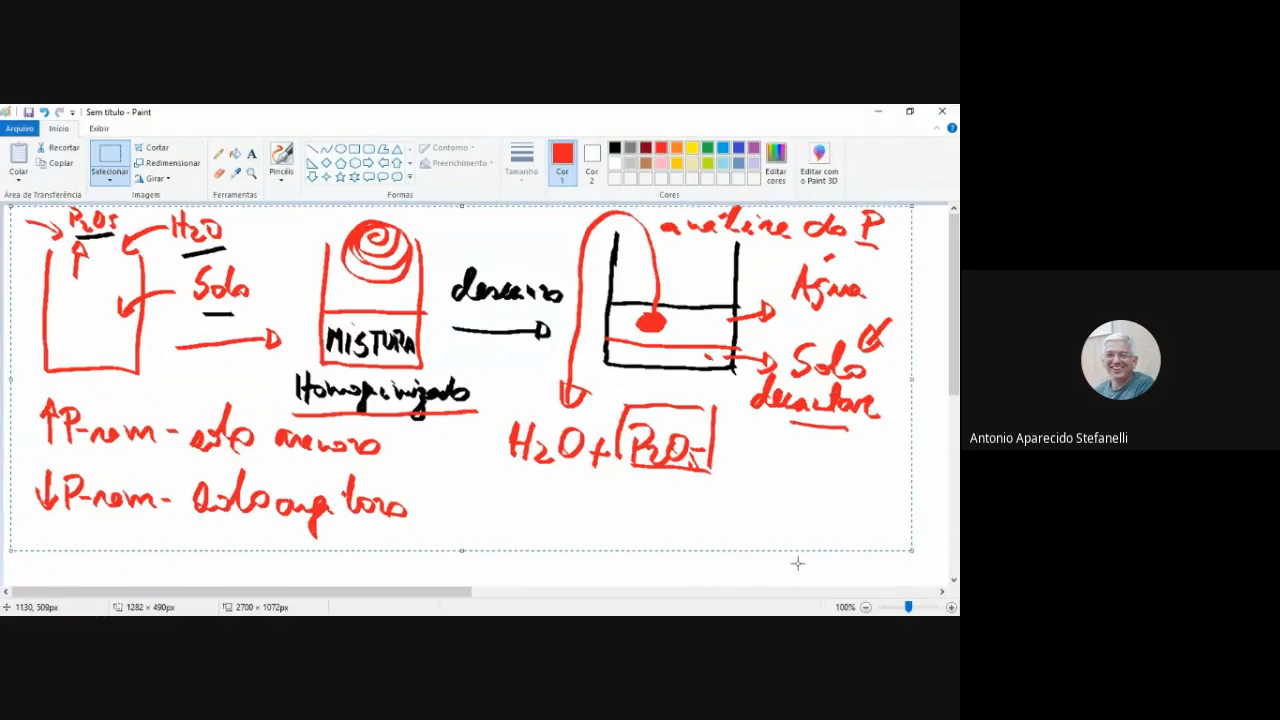 Sem título - Paint
Arquivo Início Exibir
Colar
Recortar
Copiar
Área de Transferência
Selecionar
Cortar
Redimensionar
Girar
Imagem
Ferramentas
Pincéis
Formas
Contorno
Preenchimento
Tamanho
Cor 1
Cor 2
Editar cores
Cores
Editar com o Paint 3D
P2O5
H2O
Solo
MISTURA
Homogeinizado
descanso
análise do P
Água
Solo
H2O + P2O5
↑P-rem - solo arenoso
↓P-rem - solo argiloso
Antonio Aparecido Stefanelli
1130, 509px
1282 × 490px
2700 × 1072px
100%